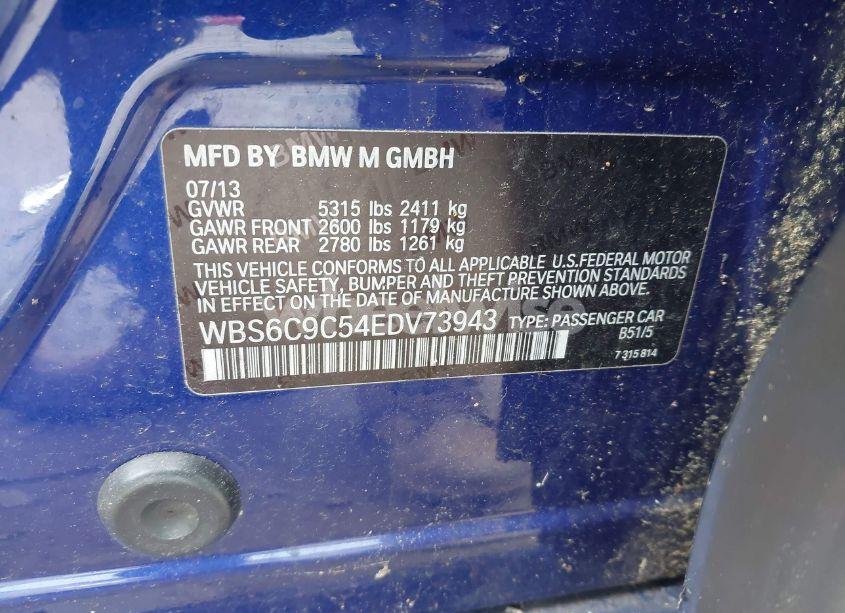 MFD BY BMW M GMBH
07/13
GVWR 5315 lbs 2411 kg
GAWR FRONT 2600 lbs 1179 kg
GAWR REAR 2780 lbs 1261 kg
THIS VEHICLE CONFORMS TO ALL APPLICABLE U.S.FEDERAL MOTOR
VEHICLE SAFETY, BUMPER AND THEFT PREVENTION STANDARDS
IN EFFECT ON THE DATE OF MANUFACTURE SHOWN ABOVE.
WBS6C9C54EDV73943 TYPE: PASSENGER CAR
B51/5
7 315 814